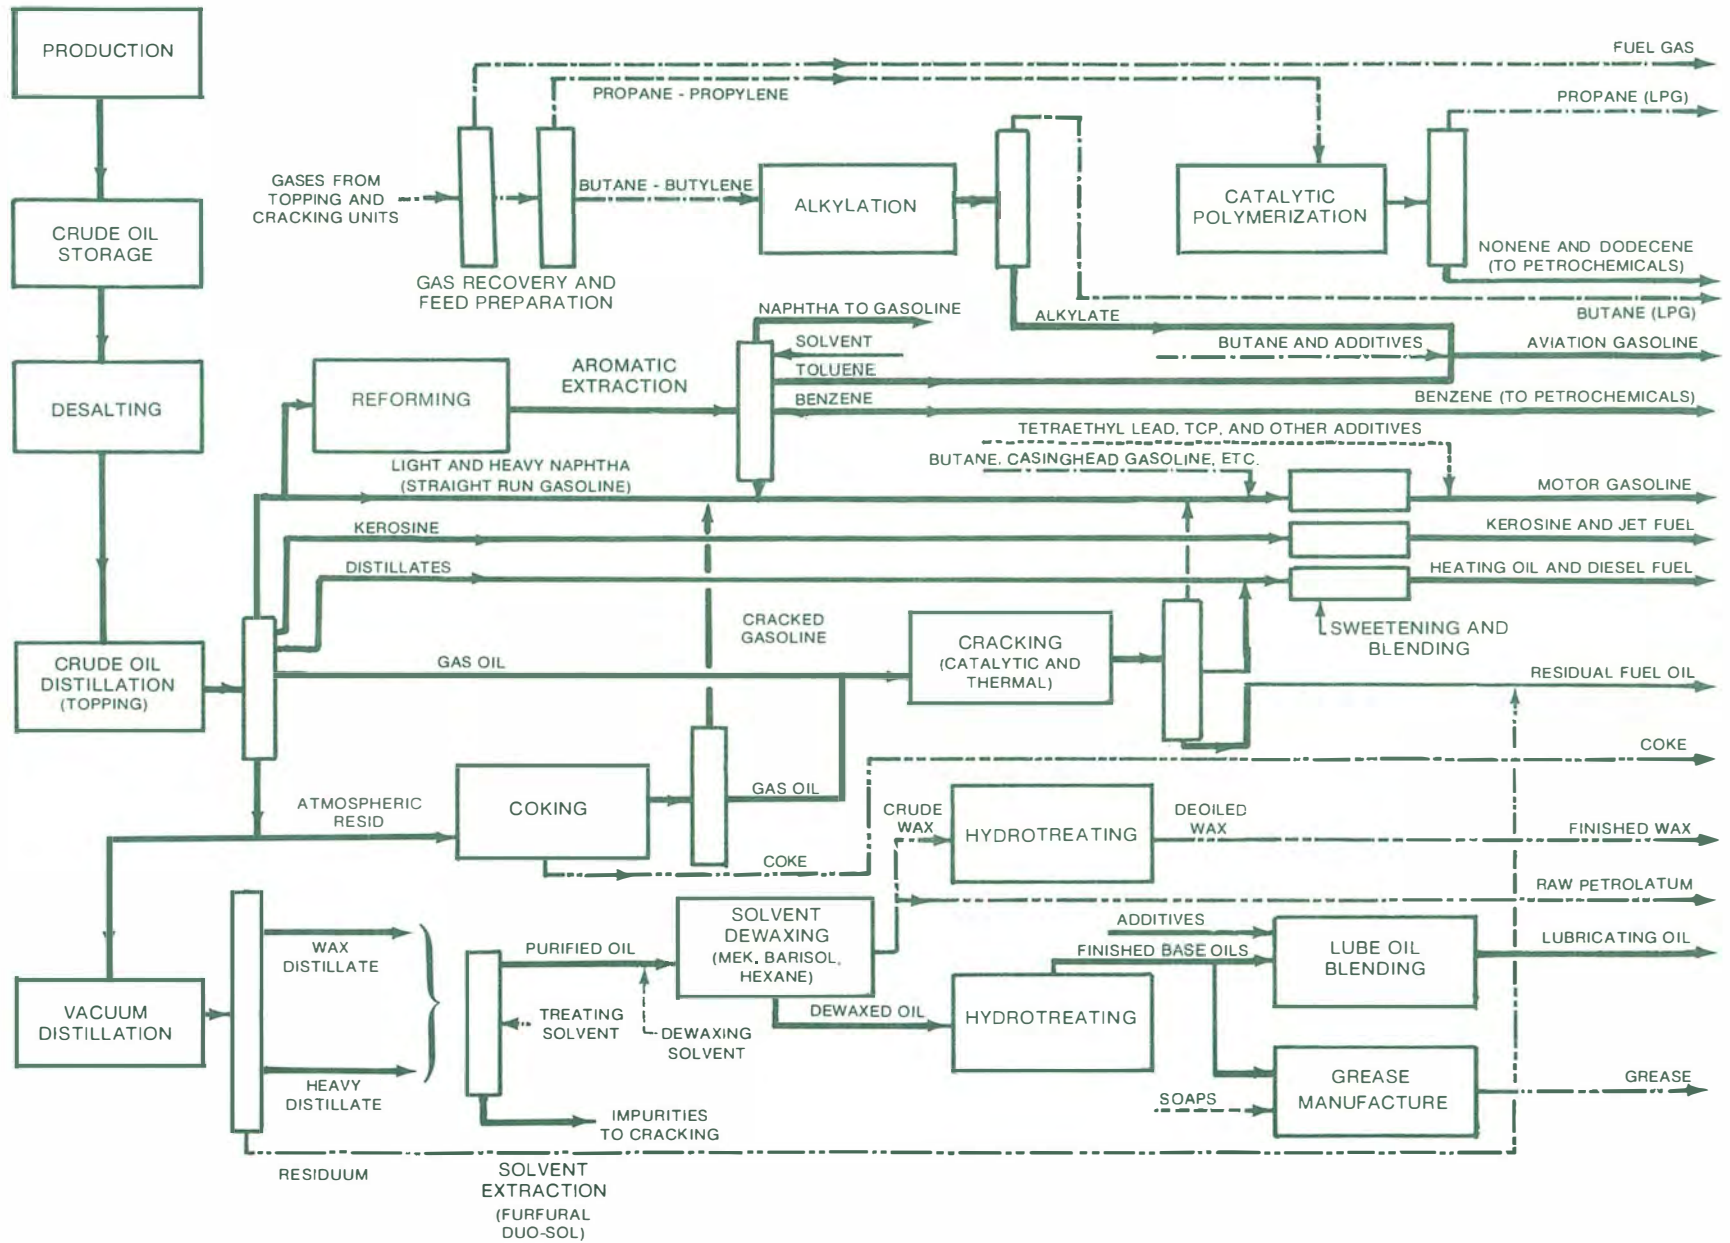 PRODUCTION
CRUDE OIL
STORAGE
DESALTING
CRUDE OIL
DISTILLATION
(TOPPING)
VACUUM
DISTILLATION
FUEL GAS
PROPANE - PROPYLENE
PROPANE (LPG)
GASES FROM
TOPPING AND
CRACKING UNITS
BUTANE - BUTYLENE
ALKYLATION
CATALYTIC
POLYMERIZATION
GAS RECOVERY AND
FEED PREPARATION
NONENE AND DODECENE
(TO PETROCHEMICALS)
BUTANE (LPG)
NAPHTHA TO GASOLINE
ALKYLATE
SOLVENT
BUTANE AND ADDITIVES
AVIATION GASOLINE
REFORMING
AROMATIC
EXTRACTION
TOLUENE
BENZENE
BENZENE (TO PETROCHEMICALS)
TETRAETHYL LEAD, TCP, AND OTHER ADDITIVES
LIGHT AND HEAVY NAPHTHA
(STRAIGHT RUN GASOLINE)
BUTANE, CASINGHEAD GASOLINE, ETC.
MOTOR GASOLINE
KEROSINE
KEROSINE AND JET FUEL
DISTILLATES
HEATING OIL AND DIESEL FUEL
CRACKED
GASOLINE
CRACKING
(CATALYTIC AND
THERMAL)
SWEETENING AND
BLENDING
GAS OIL
RESIDUAL FUEL OIL
COKE
ATMOSPHERIC
RESID
COKING
GAS OIL
COKE
CRUDE
WAX
HYDROTREATING
DEOILED
WAX
FINISHED WAX
RAW PETROLATUM
WAX
DISTILLATE
HEAVY
DISTILLATE
RESIDUUM
PURIFIED OIL
TREATING
SOLVENT
DEWAXING
SOLVENT
SOLVENT
DEWAXING
(MEK, BARISOL,
HEXANE)
DEWAXED OIL
HYDROTREATING
ADDITIVES
FINISHED BASE OILS
LUBE OIL
BLENDING
LUBRICATING OIL
SOAPS
GREASE
MANUFACTURE
GREASE
IMPURITIES
TO CRACKING
SOLVENT
EXTRACTION
(FURFURAL
DUO-SOL)